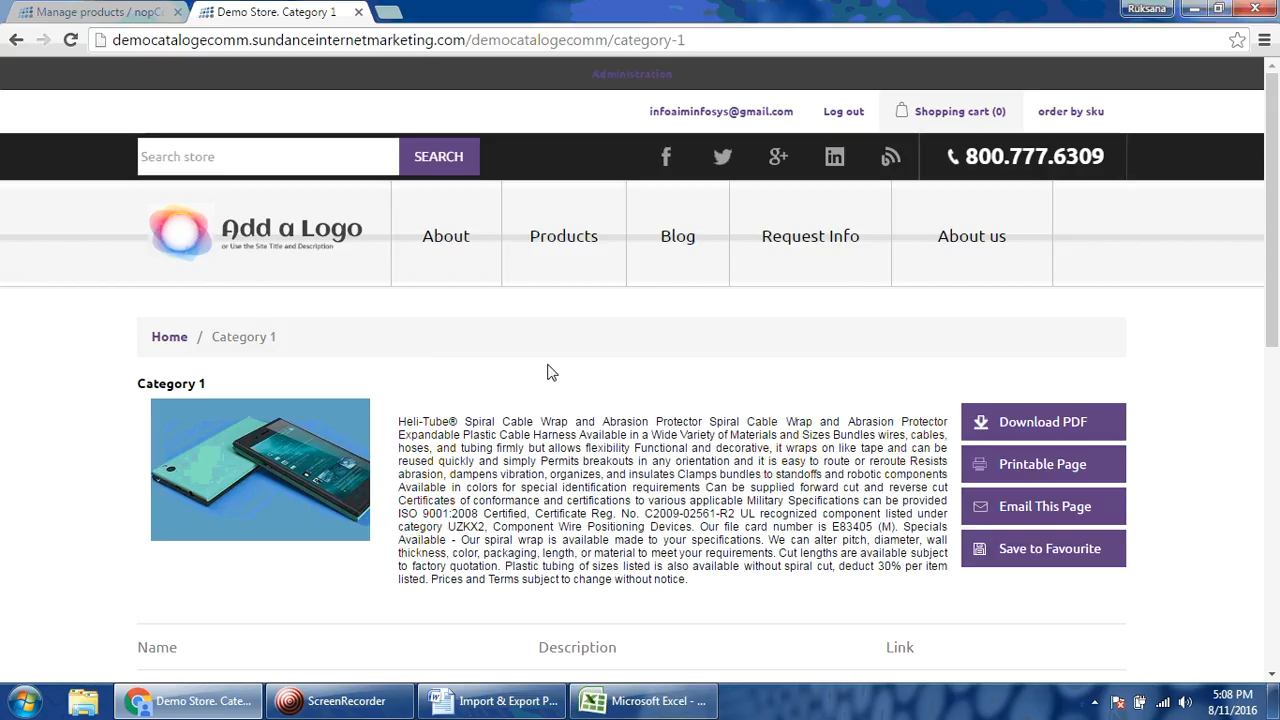 Manage products / nopC
Demo Store. Category 1
Ruksana
democatalogecomm.sundanceinternetmarketing.com/democatalogecomm/category-1
Administration
infoaiminfosys@gmail.com Log out Shopping cart (0) order by sku
Search store SEARCH 800.777.6309
Add a Logo
or Use the Site Title and Description
About Products Blog Request Info About us
Home / Category 1
Category 1
Heli-Tube® Spiral Cable Wrap and Abrasion Protector Spiral Cable Wrap and Abrasion Protector
Expandable Plastic Cable Harness Available in a Wide Variety of Materials and Sizes Bundles wires, cables,
hoses, and tubing firmly but allows flexibility Functional and decorative, it wraps on like tape and can be
reused quickly and simply Permits breakouts in any orientation and it is easy to route or reroute Resists
abrasion, dampens vibration, organizes, and insulates Clamps bundles to standoffs and robotic components
Available in colors for special identification requirements Can be supplied forward cut and reverse cut
Certificates of conformance and certifications to various applicable Military Specifications can be provided
ISO 9001:2008 Certified, Certificate Reg. No. C2009-02561-R2 UL recognized component listed under
category UZKX2, Component Wire Positioning Devices. Our file card number is E83405 (M). Specials
Available - Our spiral wrap is available made to your specifications. We can alter pitch, diameter, wall
thickness, color, packaging, length, or material to meet your requirements. Cut lengths are available subject
to factory quotation. Plastic tubing of sizes listed is also available without spiral cut, deduct 30% per item
listed. Prices and Terms subject to change without notice.
Download PDF
Printable Page
Email This Page
Save to Favourite
Name Description Link
Demo Store. Cate... ScreenRecorder Import & Export P... Microsoft Excel - ...
5:08 PM
8/11/2016